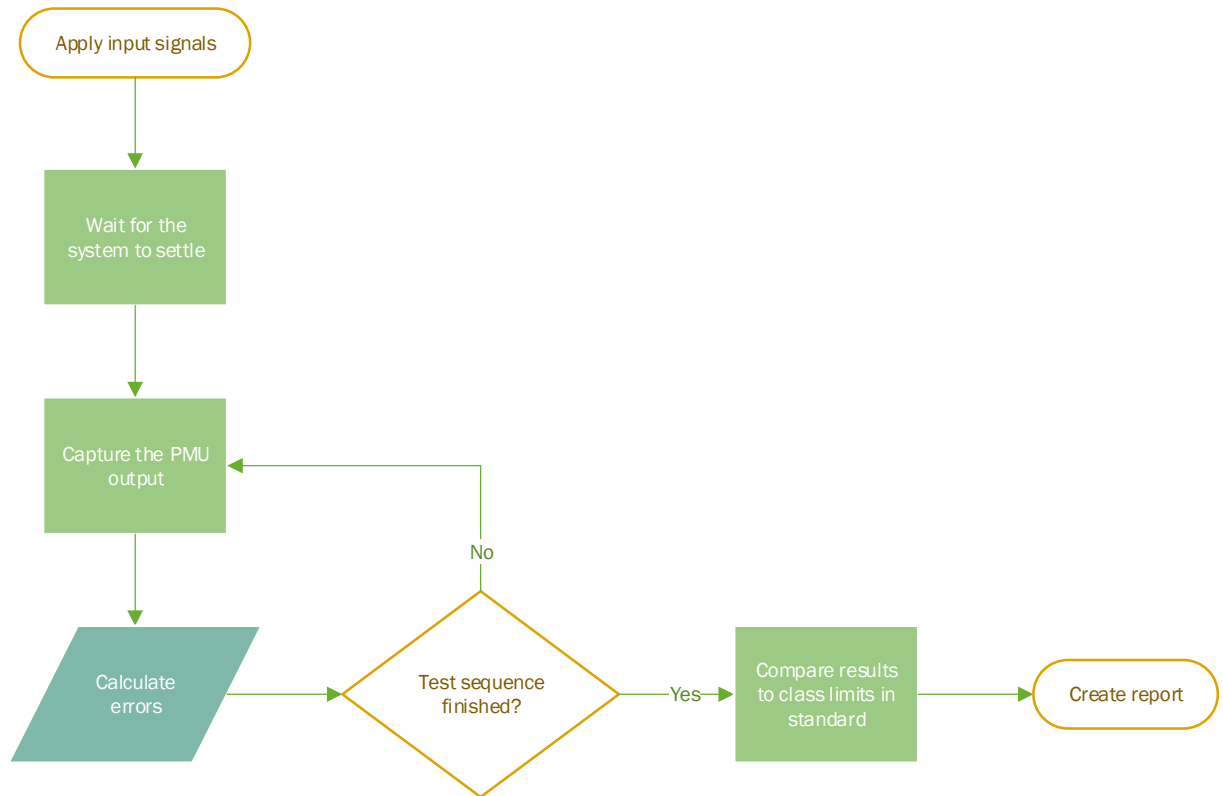 Apply input signals
Wait for the
system to settle
Capture the PMU
output
No
Calculate
errors
Test sequence
finished?
Yes
Compare results
to class limits in
standard
Create report